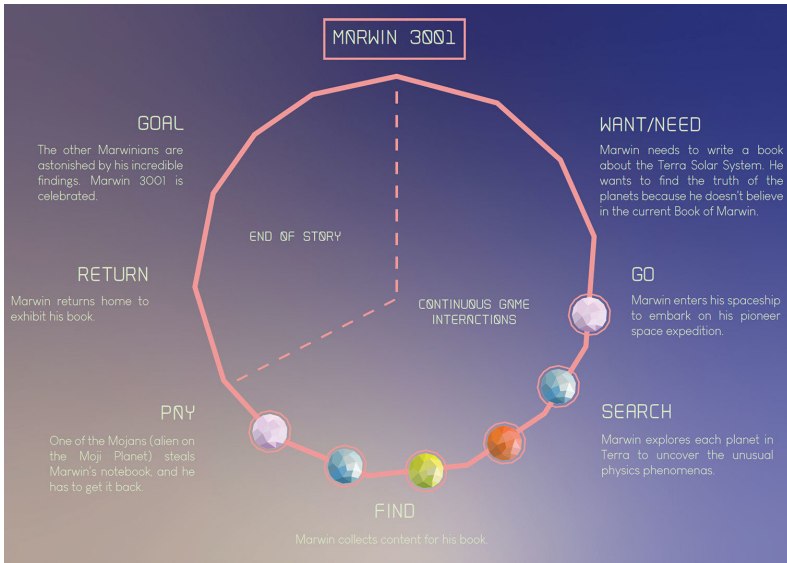 MARWIN 3001
GOAL
The other Marwinians are
astonished by his incredible
findings. Marwin 3001 is
celebrated.
WANT/NEED
Marwin needs to write a book
about the Terra Solar System. He
wants to find the truth of the
planets because he doesn't believe
in the current Book of Marwin.
END OF STORY
RETURN
Marwin returns home to
exhibit his book.
CONTINUOUS GAME
INTERACTIONS
GO
Marwin enters his spaceship
to embark on his pioneer
space expedition.
PAY
One of the Mojans (alien on
the Moji Planet) steals
Marwin's notebook, and he
has to get it back.
SEARCH
Marwin explores each planet in
Terra to uncover the unusual
physics phenomenas.
FIND
Marwin collects content for his book.